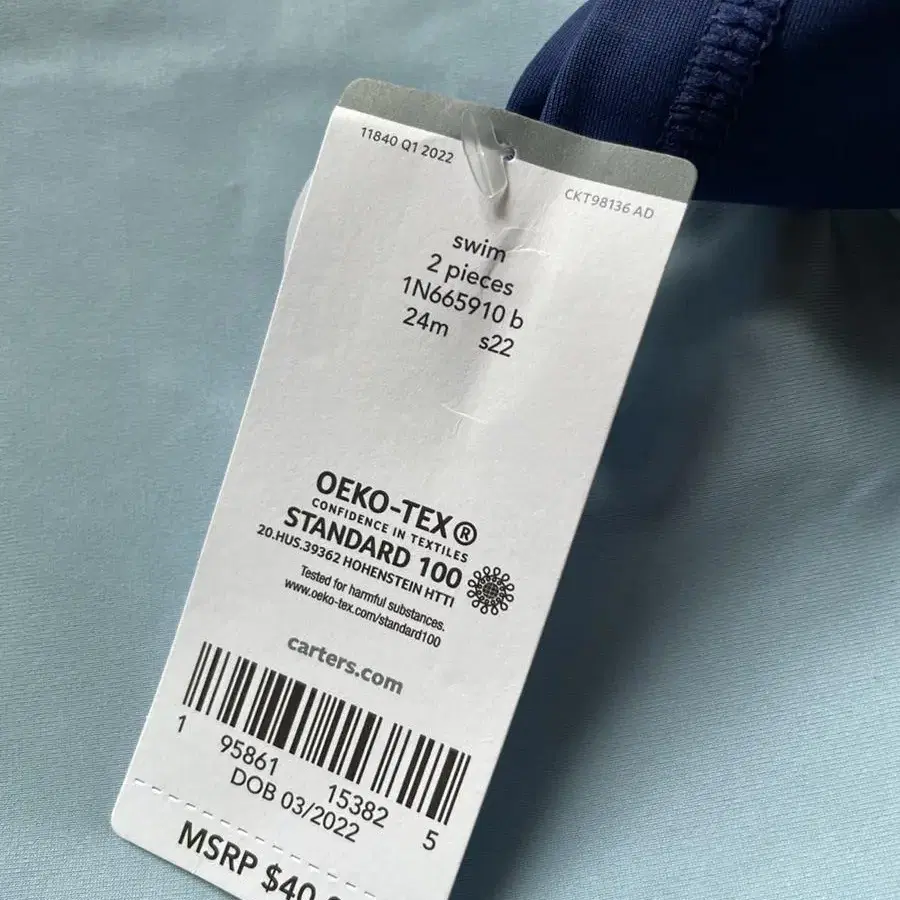 11840 Q1 2022
CKT98136 AD
swim
2 pieces
1N665910 b
24m s22
OEKO-TEX®
CONFIDENCE IN TEXTILES
STANDARD 100
20.HUS.39362 HOHENSTEIN HTTI
Tested for harmful substances.
www.oeko-tex.com/standard100
carters.com
1 95861 15382 5
DOB 03/2022
MSRP $40.